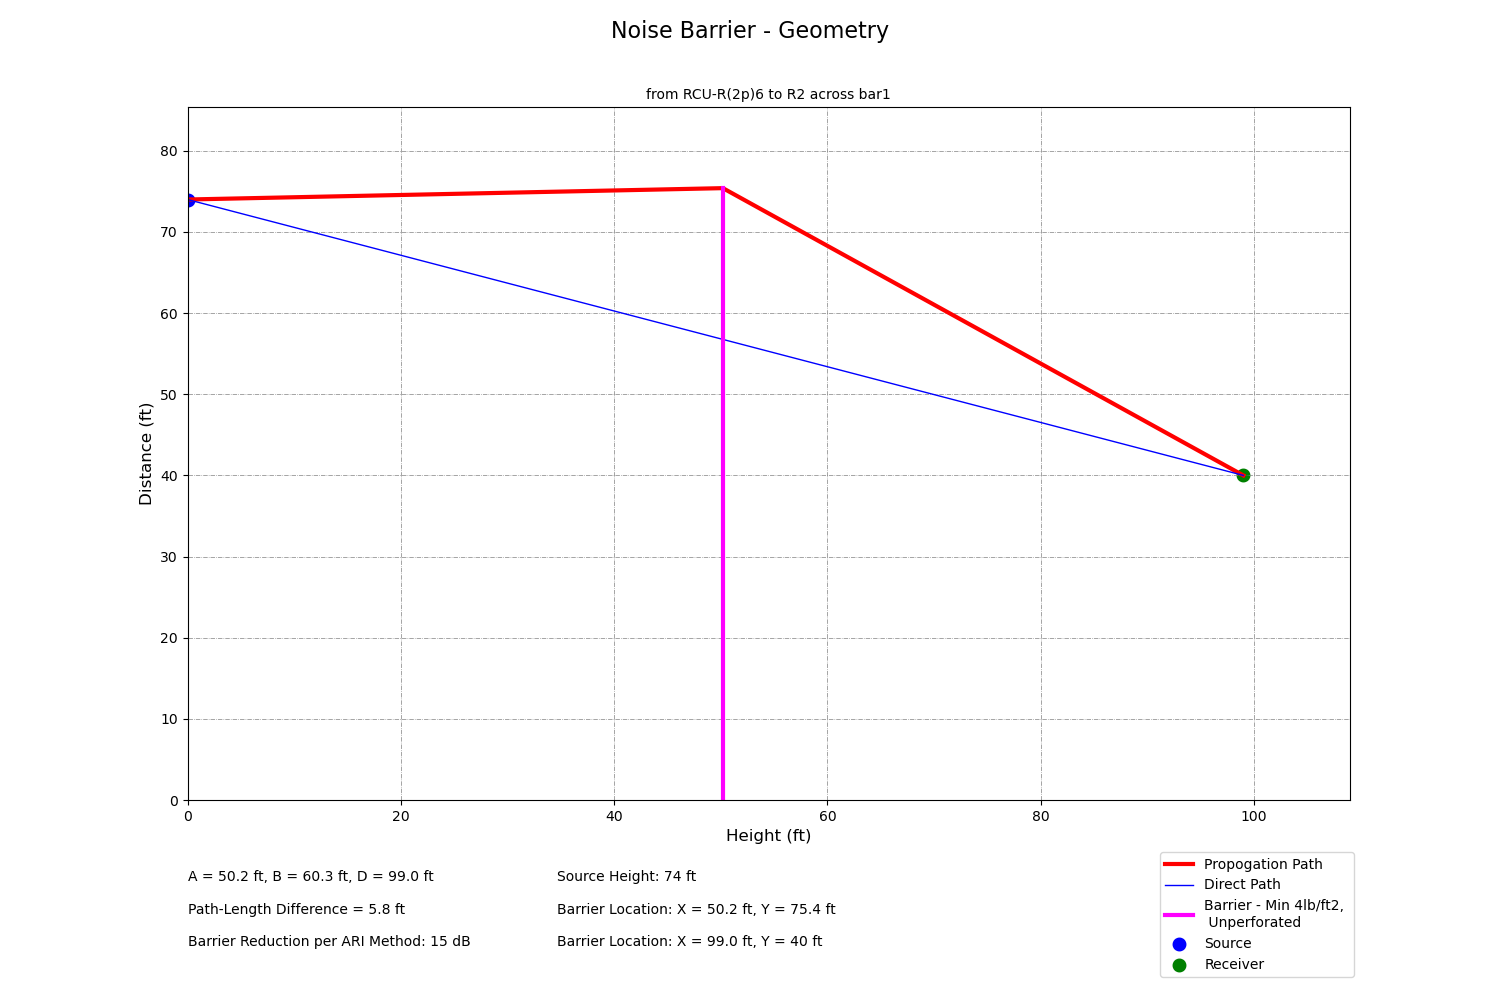 Noise Barrier - Geometry
from RCU-R(2p)6 to R2 across bar1
80
70
60
50
40
30
20
10
0
Distance (ft)
0 20 40 60 80 100
Height (ft)
A = 50.2 ft, B = 60.3 ft, D = 99.0 ft
Path-Length Difference = 5.8 ft
Barrier Reduction per ARI Method: 15 dB
Source Height: 74 ft
Barrier Location: X = 50.2 ft, Y = 75.4 ft
Barrier Location: X = 99.0 ft, Y = 40 ft
Propogation Path
Direct Path
Barrier - Min 4lb/ft2,
Unperforated
Source
Receiver